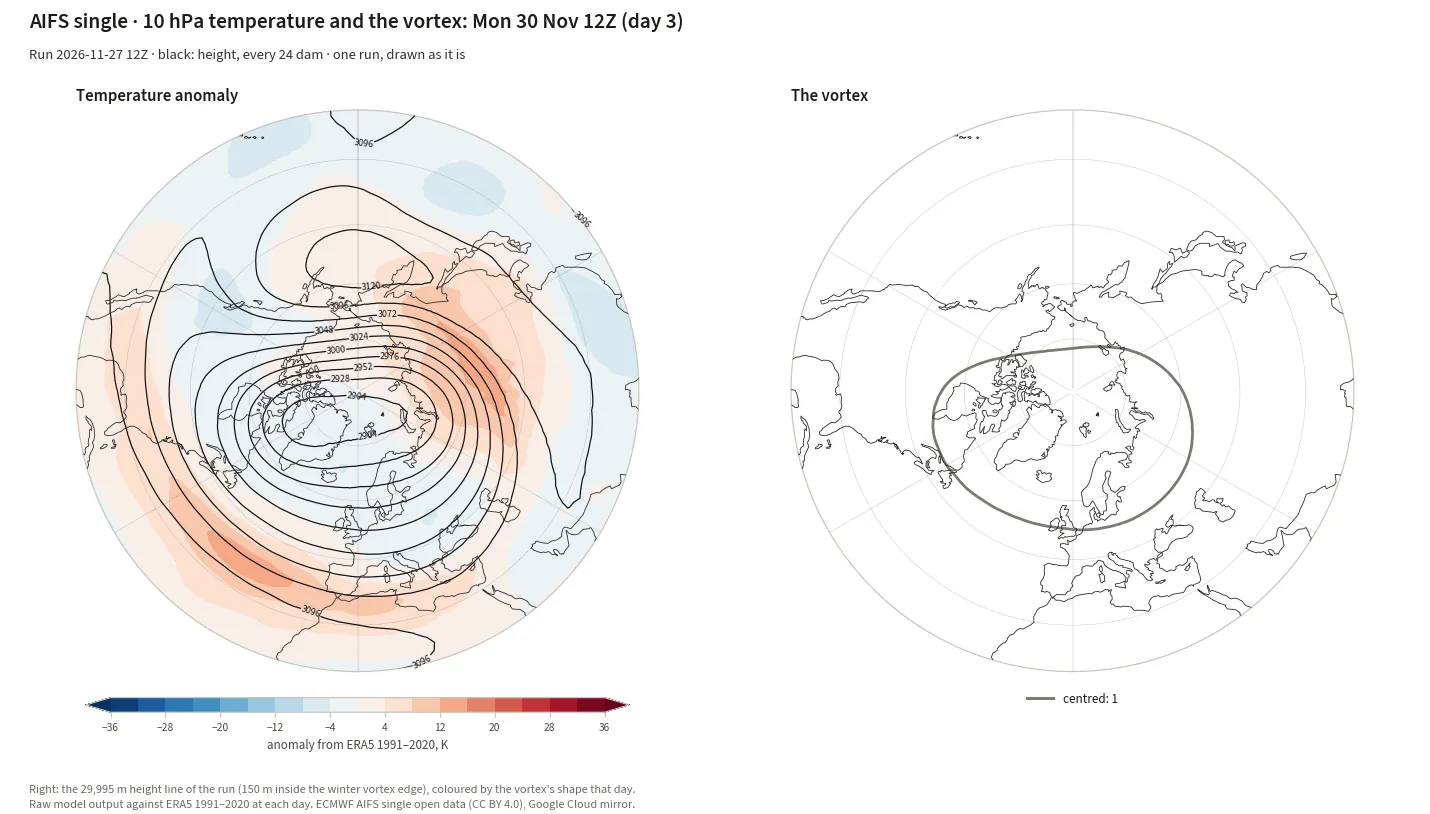 AIFS single · 10 hPa temperature and the vortex: Mon 30 Nov 12Z (day 3)
Run 2026-11-27 12Z · black: height, every 24 dam · one run, drawn as it is
Temperature anomaly
The vortex
3096
3096
3120
3096
3072
3048
3024
3000
2976
2952
2928
2904
2904
3096
3096
−36 −28 −20 −12 −4 4 12 20 28 36
anomaly from ERA5 1991–2020, K
centred: 1
Right: the 29,995 m height line of the run (150 m inside the winter vortex edge), coloured by the vortex's shape that day.
Raw model output against ERA5 1991–2020 at each day. ECMWF AIFS single open data (CC BY 4.0), Google Cloud mirror.